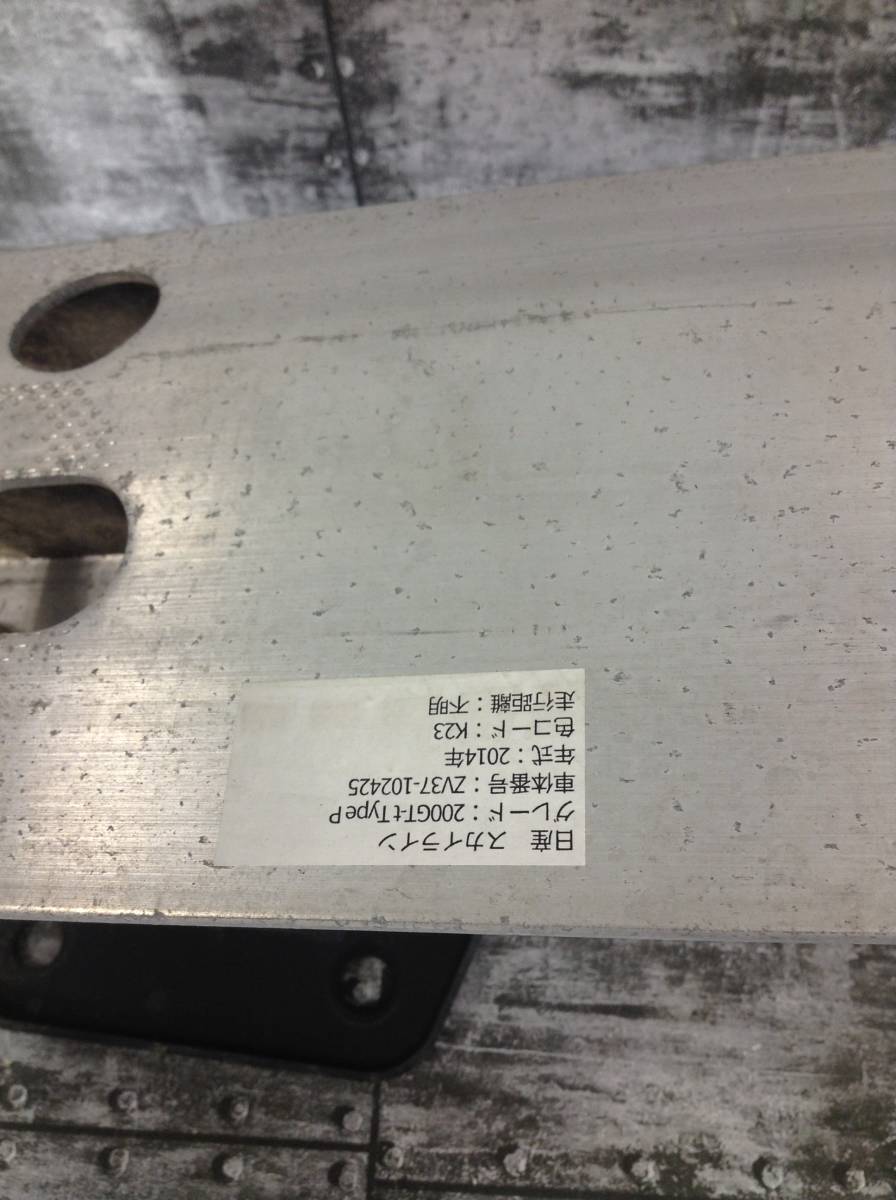 日産　スカイライン
グレード：200GT-tTypeP
車体番号：ZV37-102425
年式：2014年
色コード：K23
走行距離：不明